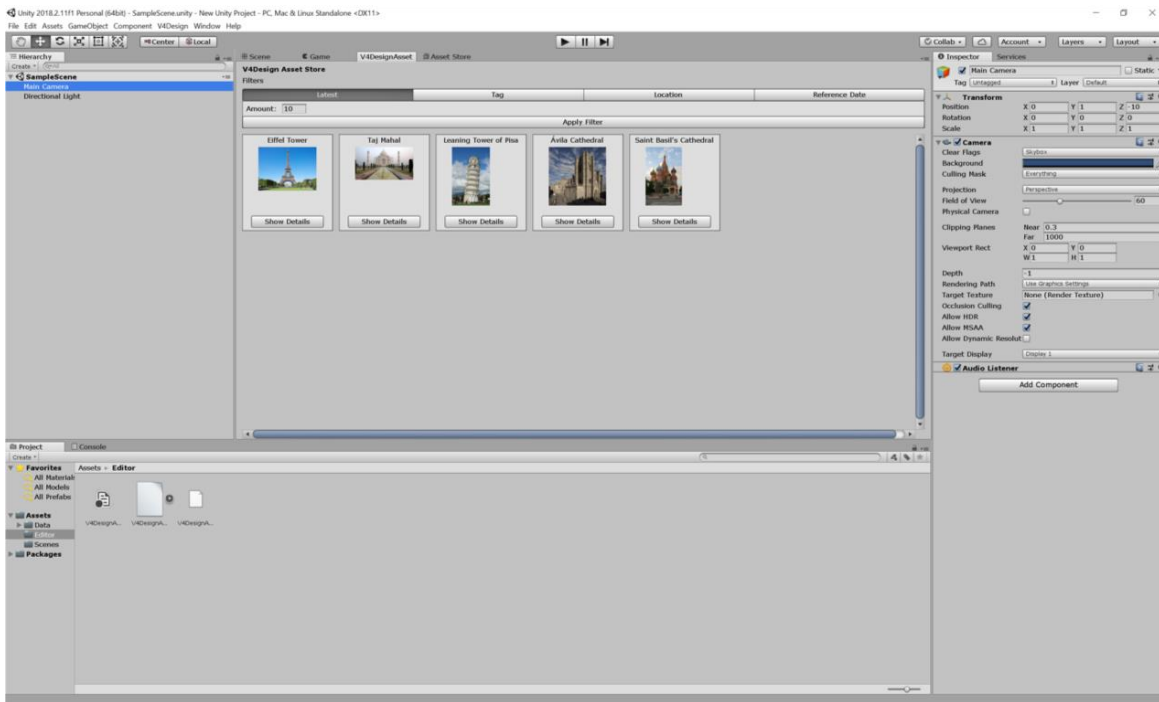 Unity 2018.2.11f1 Personal (64bit) - SampleScene.unity - New Unity Project - PC, Mac & Linux Standalone <DX11>
File Edit Assets GameObject Component V4Design Window Help
Center Local
Collab Account Layers Layout
Hierarchy
Create
SampleScene
Main Camera
Directional Light
Scene Game V4DesignAsset Asset Store
V4Design Asset Store
Filters
Latest Tag Location Reference Date
Amount: 10
Apply Filter
Eiffel Tower Taj Mahal Leaning Tower of Pisa Ávila Cathedral Saint Basil's Cathedral
Show Details Show Details Show Details Show Details Show Details
Inspector Services
Main Camera Static
Tag Untagged Layer Default
Transform
Position X 0 Y 1 Z -10
Rotation X 0 Y 0 Z 0
Scale X 1 Y 1 Z 1
Camera
Clear Flags Skybox
Background
Culling Mask Everything
Projection Perspective
Field of View 60
Physical Camera
Clipping Planes Near 0.3
Far 1000
Viewport Rect X 0 Y 0
W 1 H 1
Depth -1
Rendering Path Use Graphics Settings
Target Texture None (Render Texture)
Occlusion Culling
Allow HDR
Allow MSAA
Allow Dynamic Resolut
Target Display Display 1
Audio Listener
Add Component
Project Console
Create
Favorites
All Material
All Models
All Prefabs
Assets
Data
Editor
Scenes
Packages
Assets Editor
V4DesignA... V4DesignA... V4DesignA...